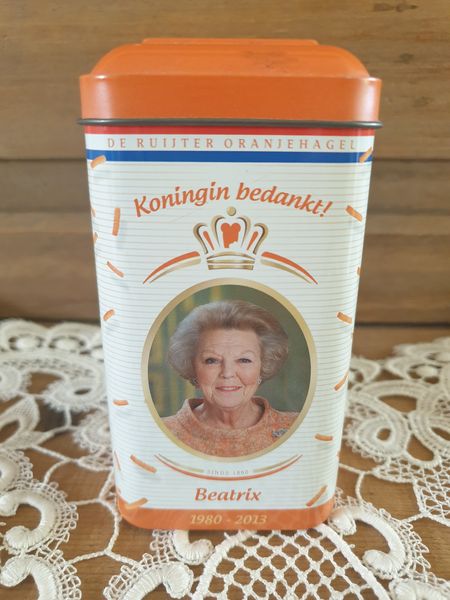 DE RUIJTER ORANJEHAGEL
Koningin bedankt!
SINDS 1860
Beatrix
1980 - 2013